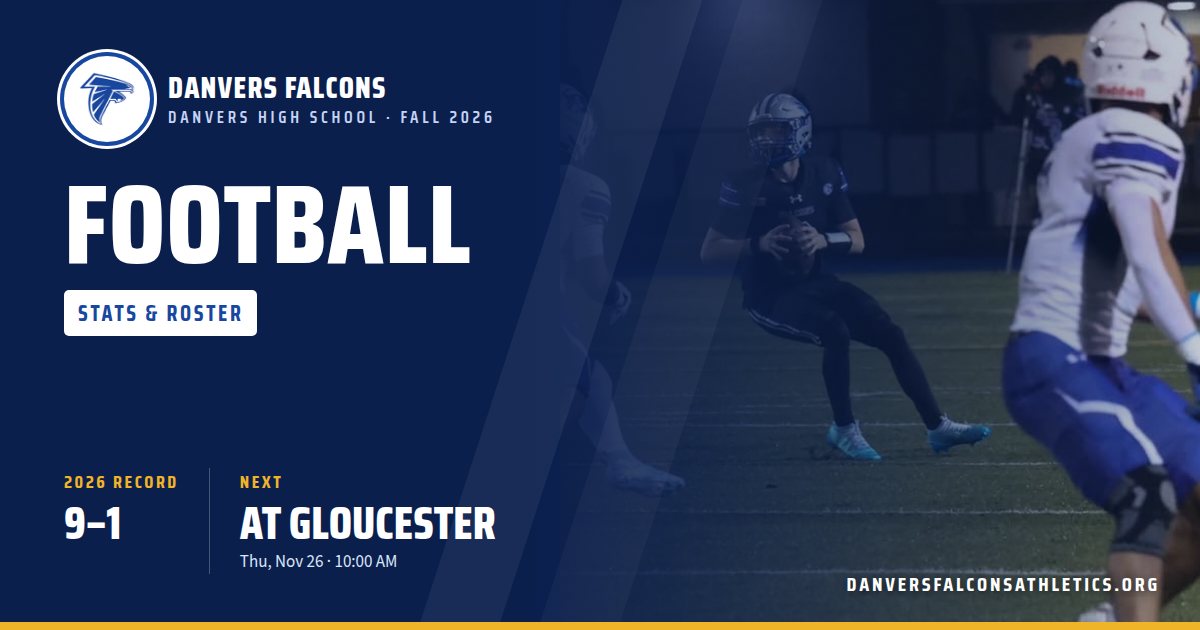 DANVERS FALCONS
DANVERS HIGH SCHOOL · FALL 2026
FOOTBALL
STATS & ROSTER
2026 RECORD
9–1
NEXT
AT GLOUCESTER
Thu, Nov 26 · 10:00 AM
DANVERSFALCONSATHLETICS.ORG
Riddell